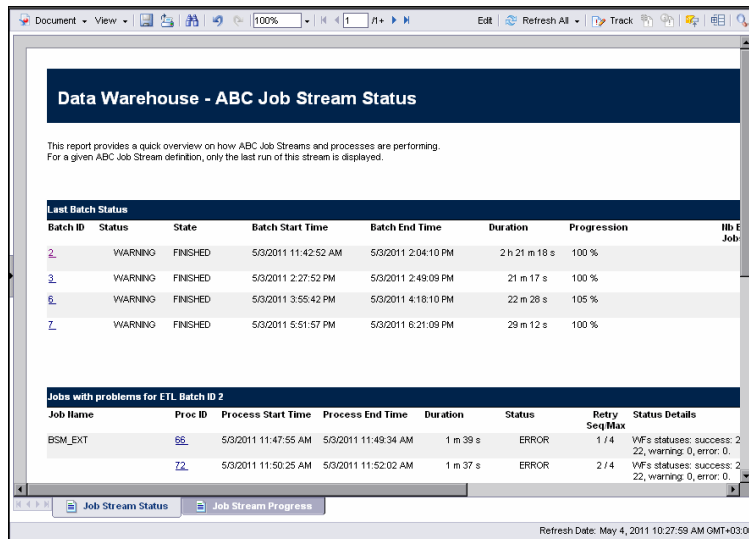 Document View 100% 1 /1+ Edit Refresh All Track
Data Warehouse - ABC Job Stream Status
This report provides a quick overview on how ABC Job Streams and processes are performing.
For a given ABC Job Stream definition, only the last run of this stream is displayed.
Last Batch Status
Batch ID Status State Batch Start Time Batch End Time Duration Progression Nb E
Jobs
2 WARNING FINISHED 5/3/2011 11:42:52 AM 5/3/2011 2:04:10 PM 2 h 21 m 18 s 100 %
3 WARNING FINISHED 5/3/2011 2:27:52 PM 5/3/2011 2:49:09 PM 21 m 17 s 100 %
6 WARNING FINISHED 5/3/2011 3:55:42 PM 5/3/2011 4:18:10 PM 22 m 28 s 105 %
7 WARNING FINISHED 5/3/2011 5:51:57 PM 5/3/2011 6:21:09 PM 29 m 12 s 100 %
Jobs with problems for ETL Batch ID 2
Job Name Proc ID Process Start Time Process End Time Duration Status Retry Status Details
Seq/Max
BSM_EXT 66 5/3/2011 11:47:55 AM 5/3/2011 11:49:34 AM 1 m 39 s ERROR 1 / 4 WFs statuses: success: 2
22, warning: 0, error: 0.
72 5/3/2011 11:50:25 AM 5/3/2011 11:52:02 AM 1 m 37 s ERROR 2 / 4 WFs statuses: success: 2
22, warning: 0, error: 0.
Job Stream Status Job Stream Progress
Refresh Date: May 4, 2011 10:27:59 AM GMT+03:00